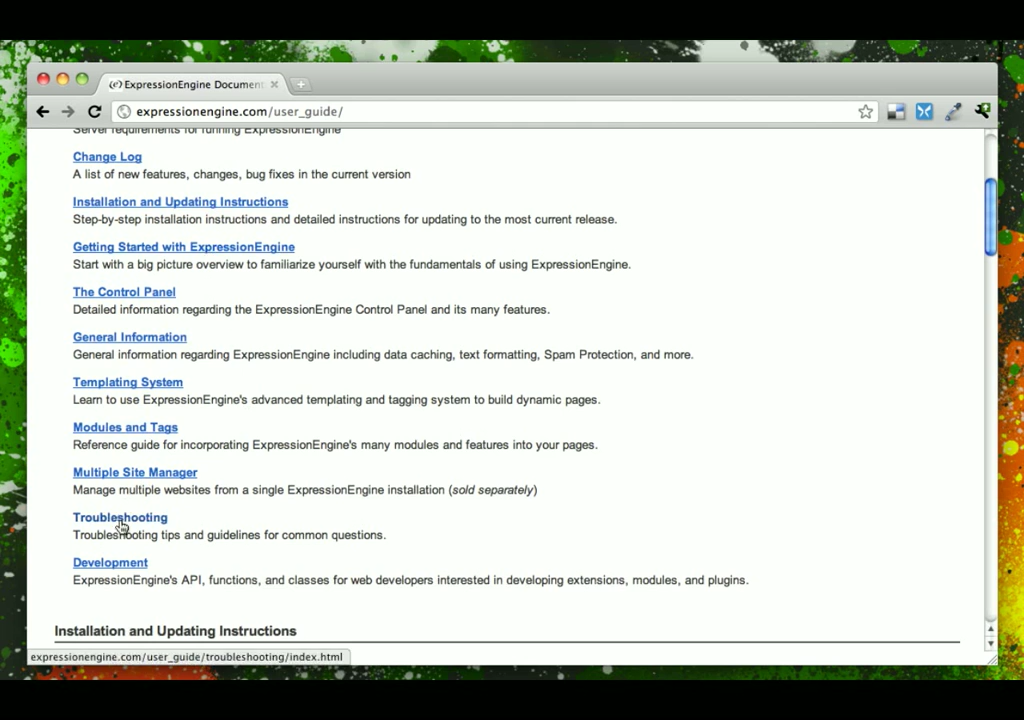 ExpressionEngine Document
expressionengine.com/user_guide/
Server requirements for running ExpressionEngine
Change Log
A list of new features, changes, bug fixes in the current version
Installation and Updating Instructions
Step-by-step installation instructions and detailed instructions for updating to the most current release.
Getting Started with ExpressionEngine
Start with a big picture overview to familiarize yourself with the fundamentals of using ExpressionEngine.
The Control Panel
Detailed information regarding the ExpressionEngine Control Panel and its many features.
General Information
General information regarding ExpressionEngine including data caching, text formatting, Spam Protection, and more.
Templating System
Learn to use ExpressionEngine's advanced templating and tagging system to build dynamic pages.
Modules and Tags
Reference guide for incorporating ExpressionEngine's many modules and features into your pages.
Multiple Site Manager
Manage multiple websites from a single ExpressionEngine installation (sold separately)
Troubleshooting
Troubleshooting tips and guidelines for common questions.
Development
ExpressionEngine's API, functions, and classes for web developers interested in developing extensions, modules, and plugins.
Installation and Updating Instructions
expressionengine.com/user_guide/troubleshooting/index.html